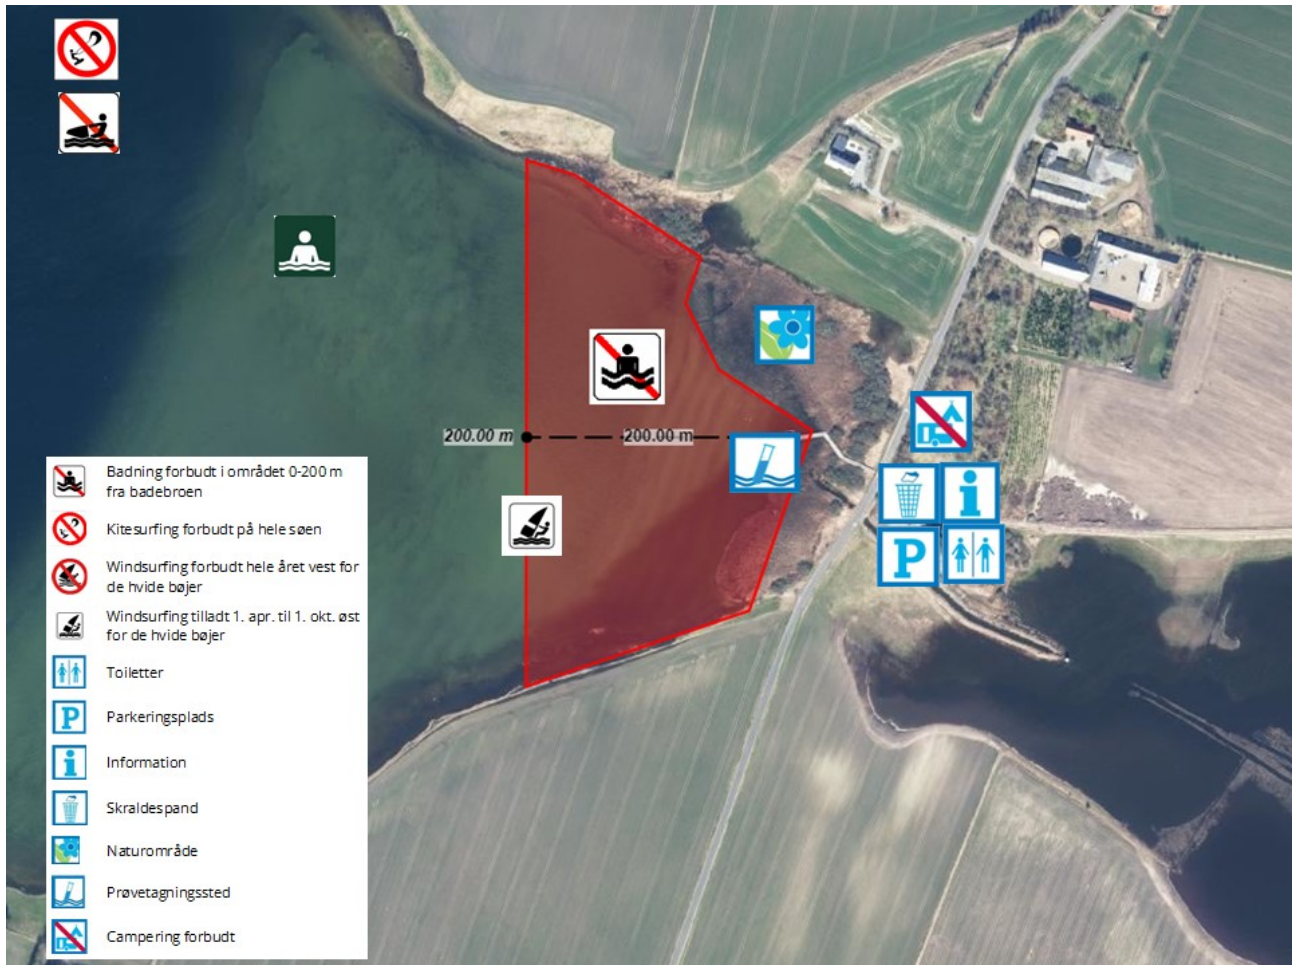 200.00 m
200.00 m
Badning forbudt i området 0-200 m
fra badebroen
Kitesurfing forbudt på hele søen
Windsurfing forbudt hele året vest for
de hvide bøjer
Windsurfing tilladt 1. apr. til 1. okt. øst
for de hvide bøjer
Toiletter
P
Parkeringsplads
i
Information
Skraldespand
Naturområde
Prøvetagningssted
Campering forbudt
i
P